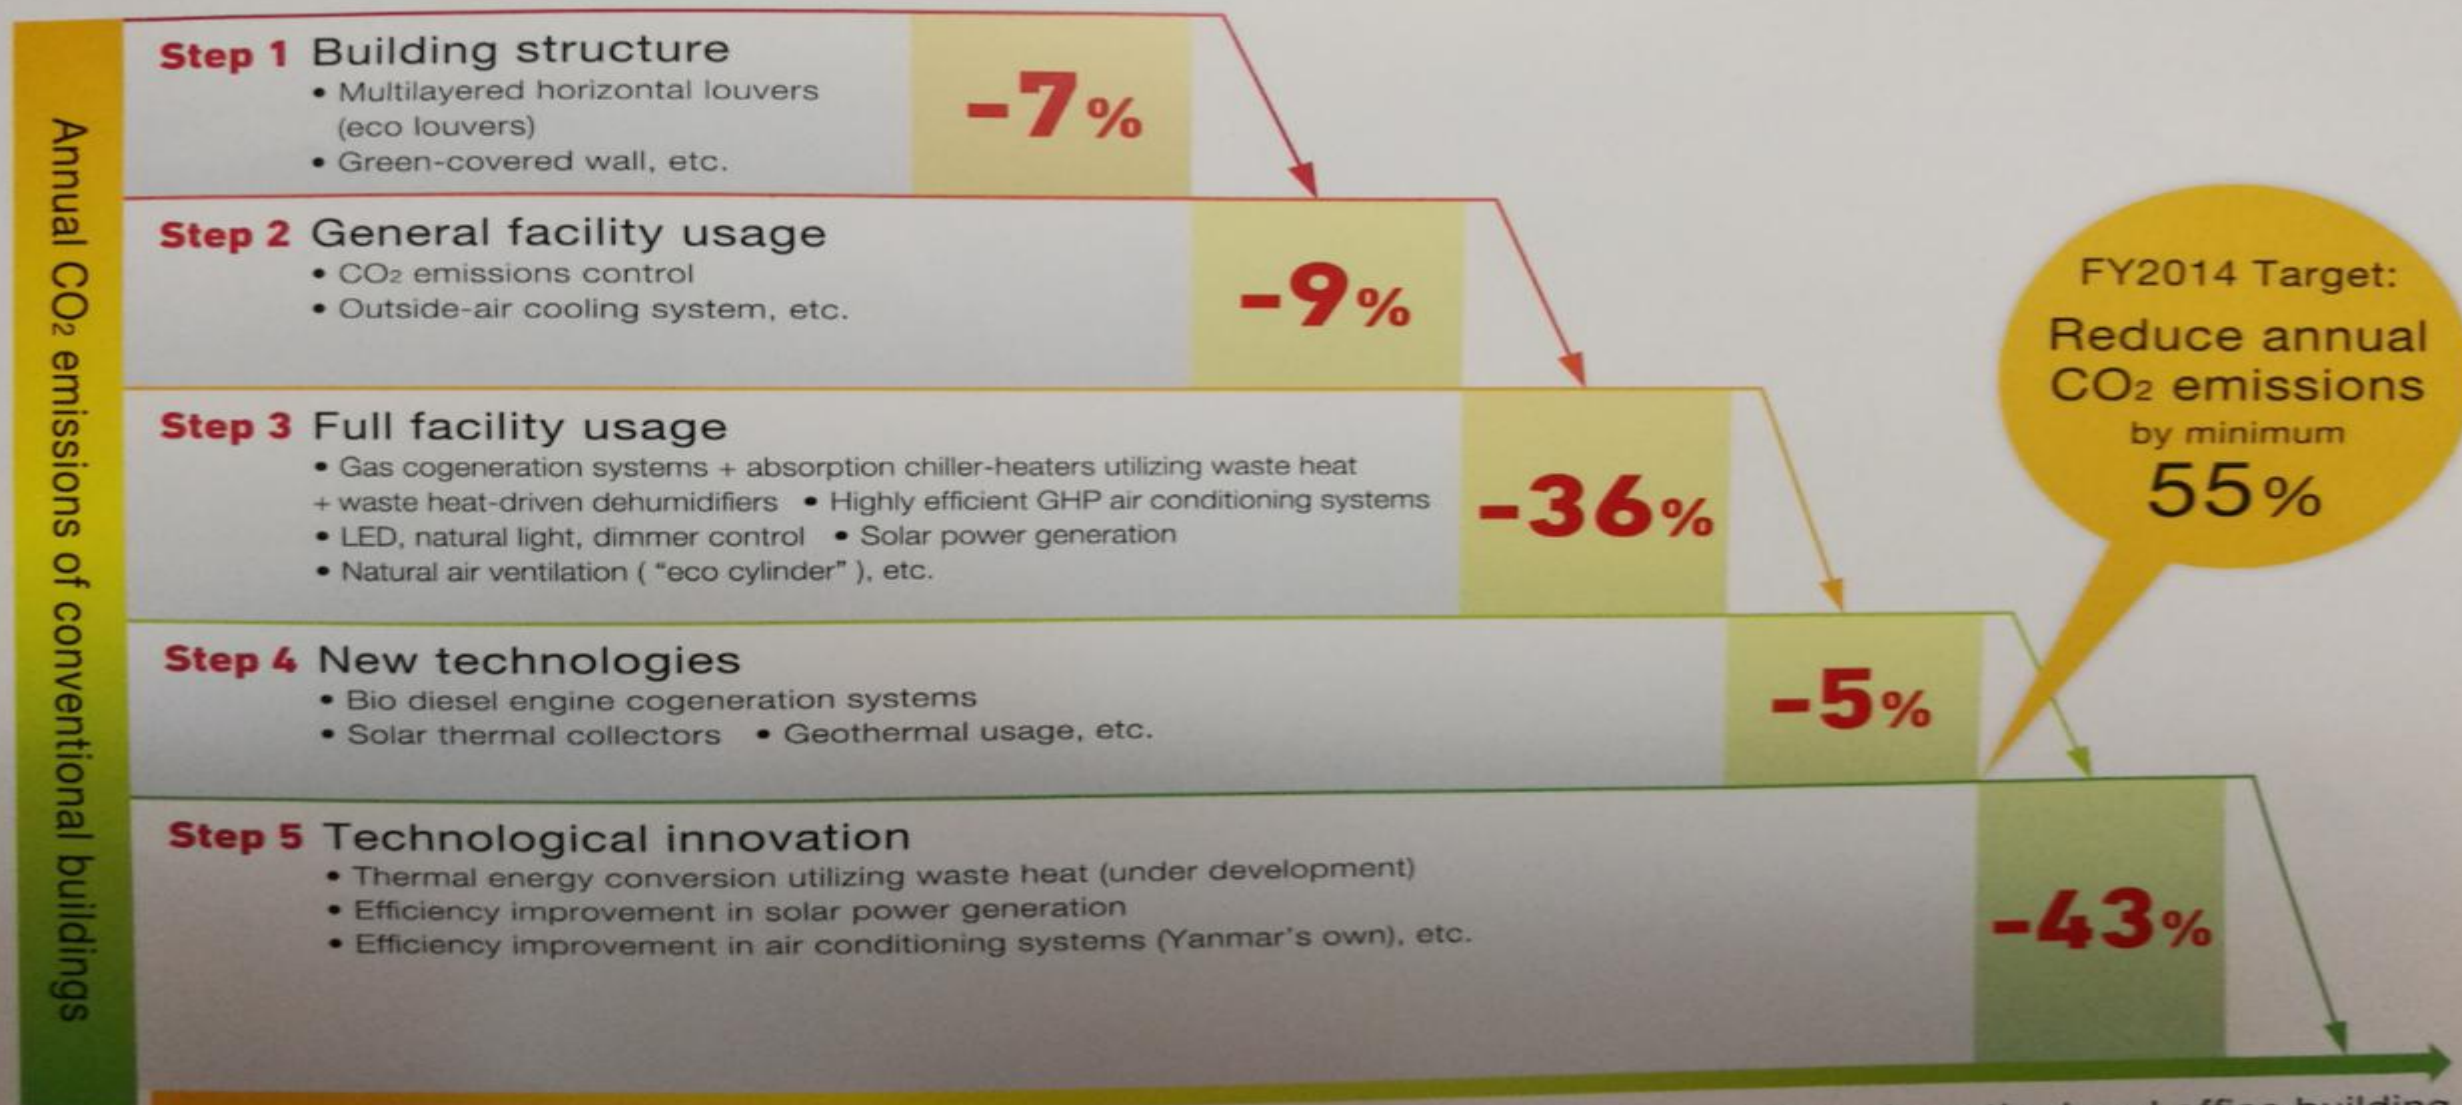 Annual CO₂ emissions of conventional buildings
Step 1 Building structure
• Multilayered horizontal louvers
(eco louvers)
• Green-covered wall, etc.
-7%
Step 2 General facility usage
• CO₂ emissions control
• Outside-air cooling system, etc.
-9%
Step 3 Full facility usage
• Gas cogeneration systems + absorption chiller-heaters utilizing waste heat
+ waste heat-driven dehumidifiers • Highly efficient GHP air conditioning systems
• LED, natural light, dimmer control • Solar power generation
• Natural air ventilation ( “eco cylinder” ), etc.
-36%
Step 4 New technologies
• Bio diesel engine cogeneration systems
• Solar thermal collectors • Geothermal usage, etc.
-5%
FY2014 Target:
Reduce annual
CO₂ emissions
by minimum
55%
Step 5 Technological innovation
• Thermal energy conversion utilizing waste heat (under development)
• Efficiency improvement in solar power generation
• Efficiency improvement in air conditioning systems (Yanmar's own), etc.
-43%
building